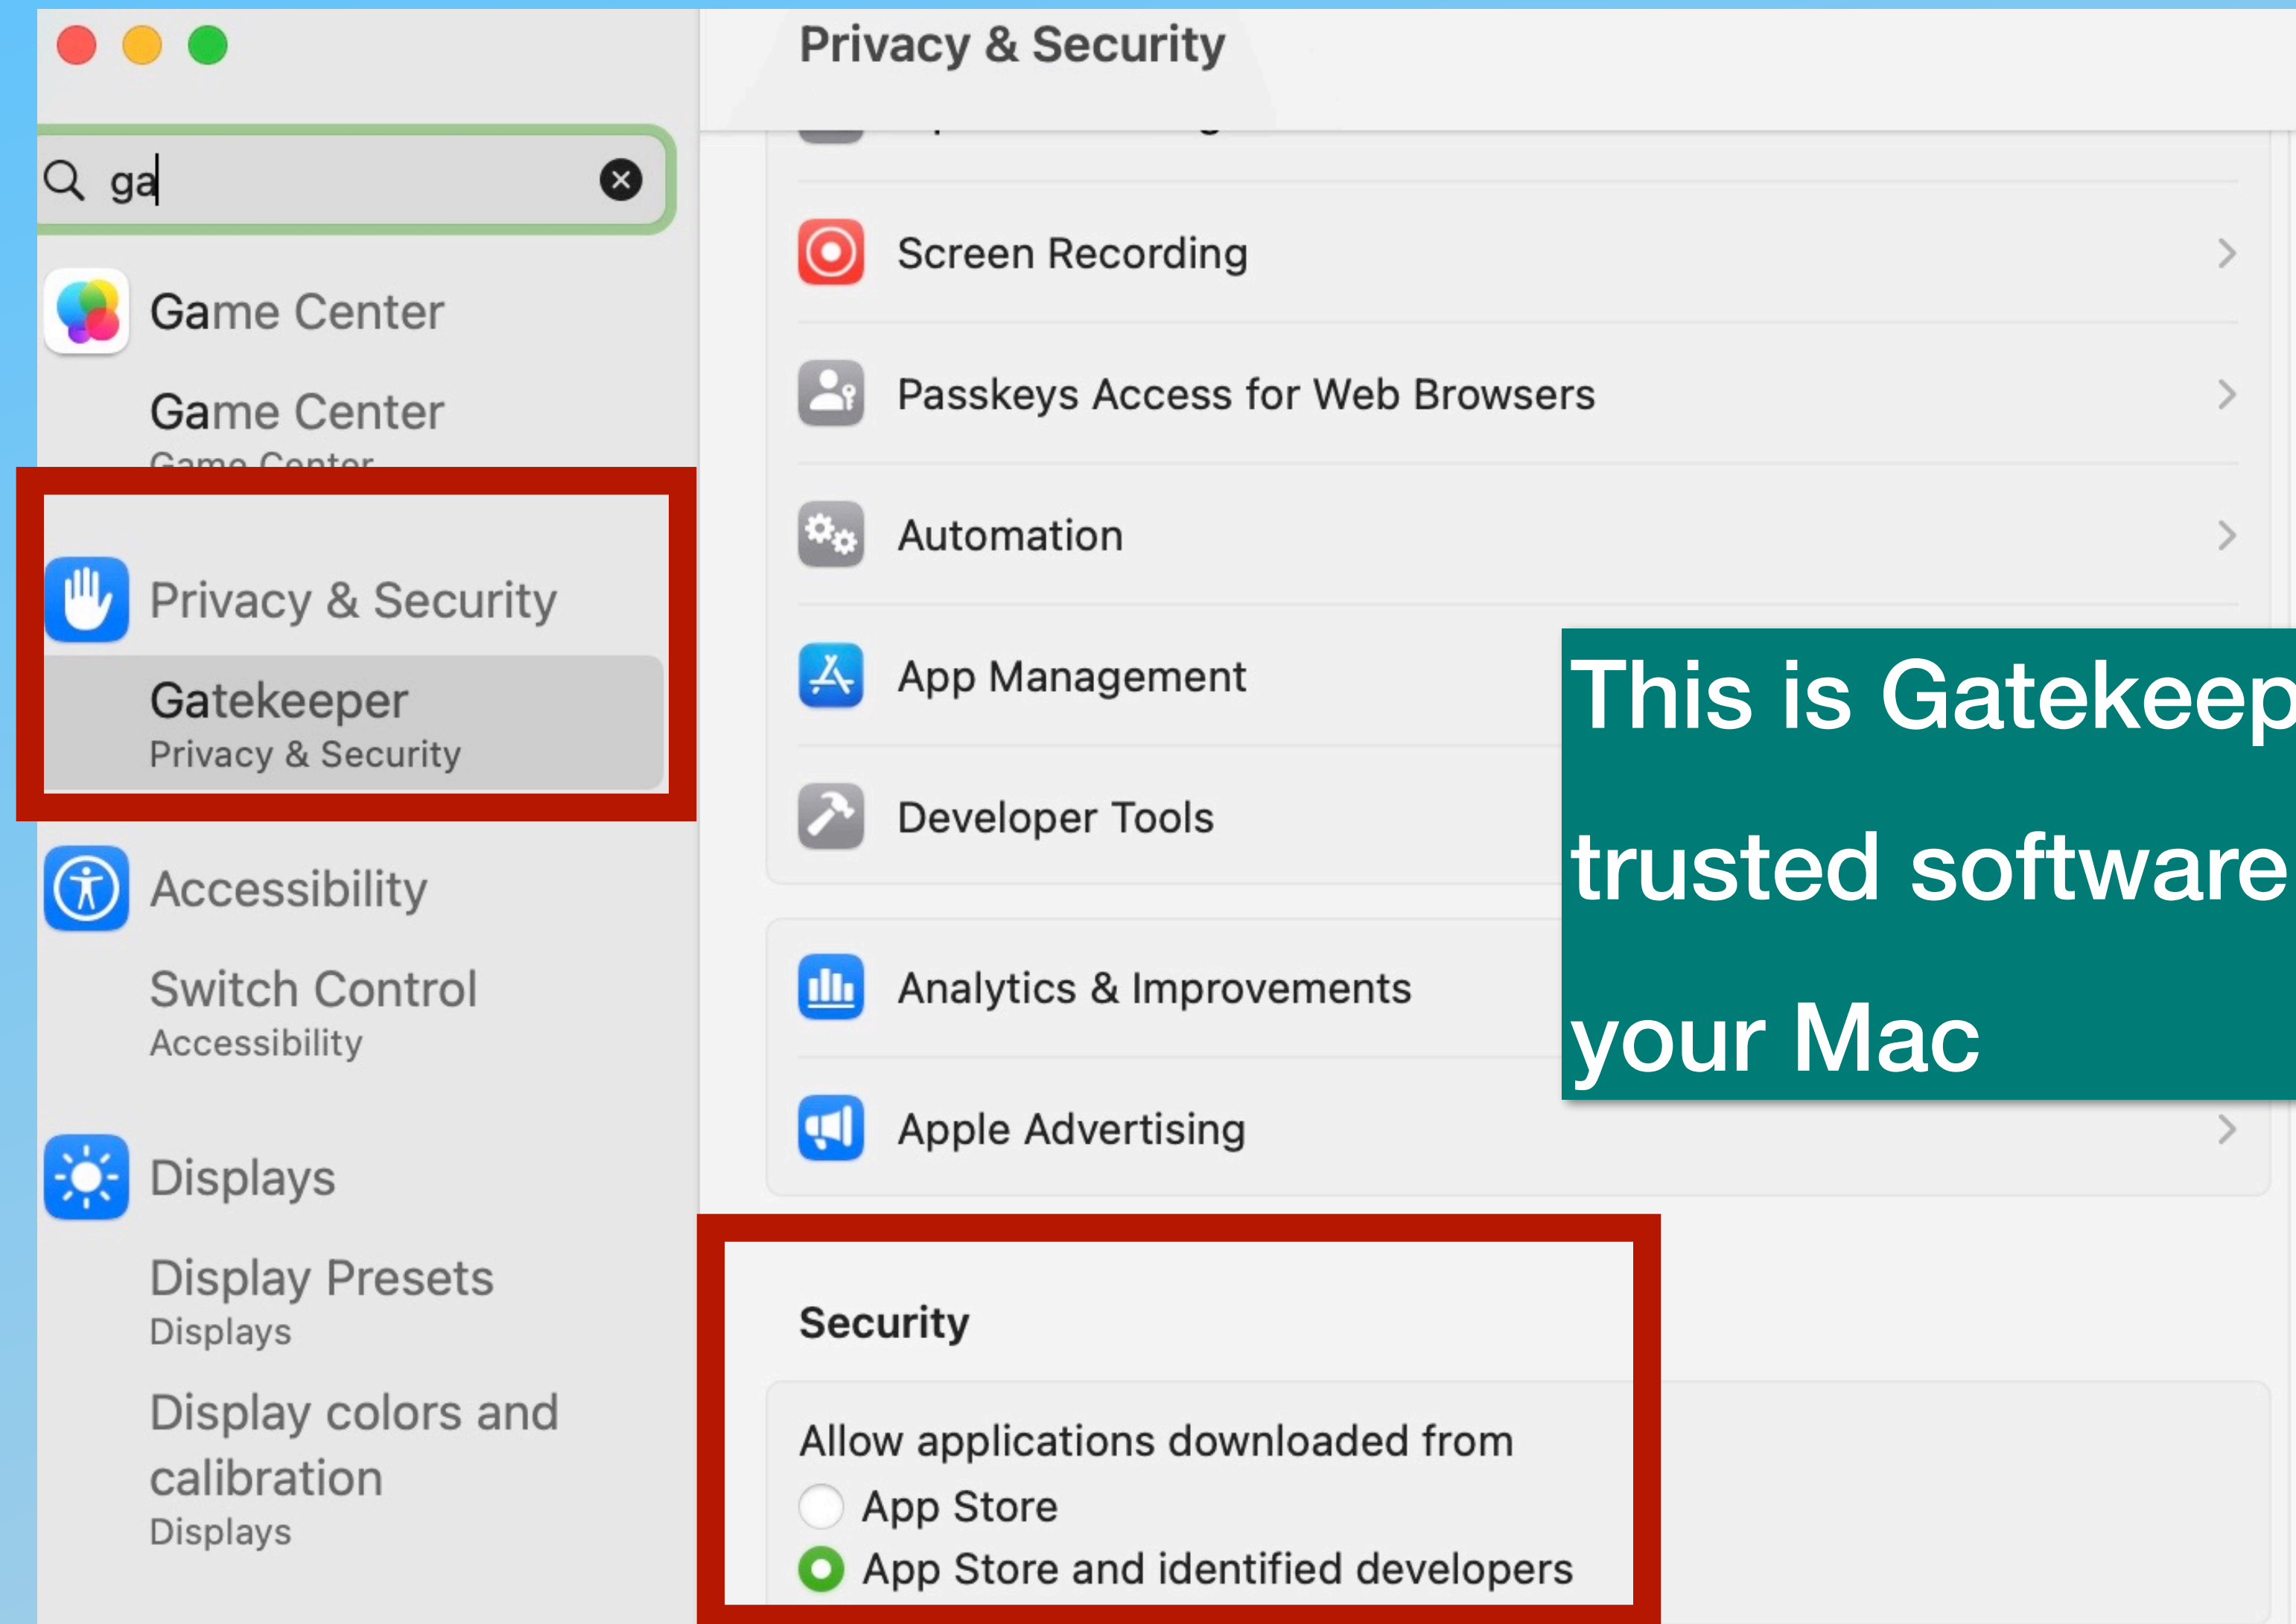 Privacy & Security
ga
Game Center
Game Center
Game Center
Privacy & Security
Gatekeeper
Privacy & Security
Accessibility
Switch Control
Accessibility
Displays
Display Presets
Displays
Display colors and
calibration
Displays
Screen Recording
Passkeys Access for Web Browsers
Automation
App Management
Developer Tools
Analytics & Improvements
Apple Advertising
This is Gatekeep
trusted software
your Mac
Security
Allow applications downloaded from
App Store
App Store and identified developers